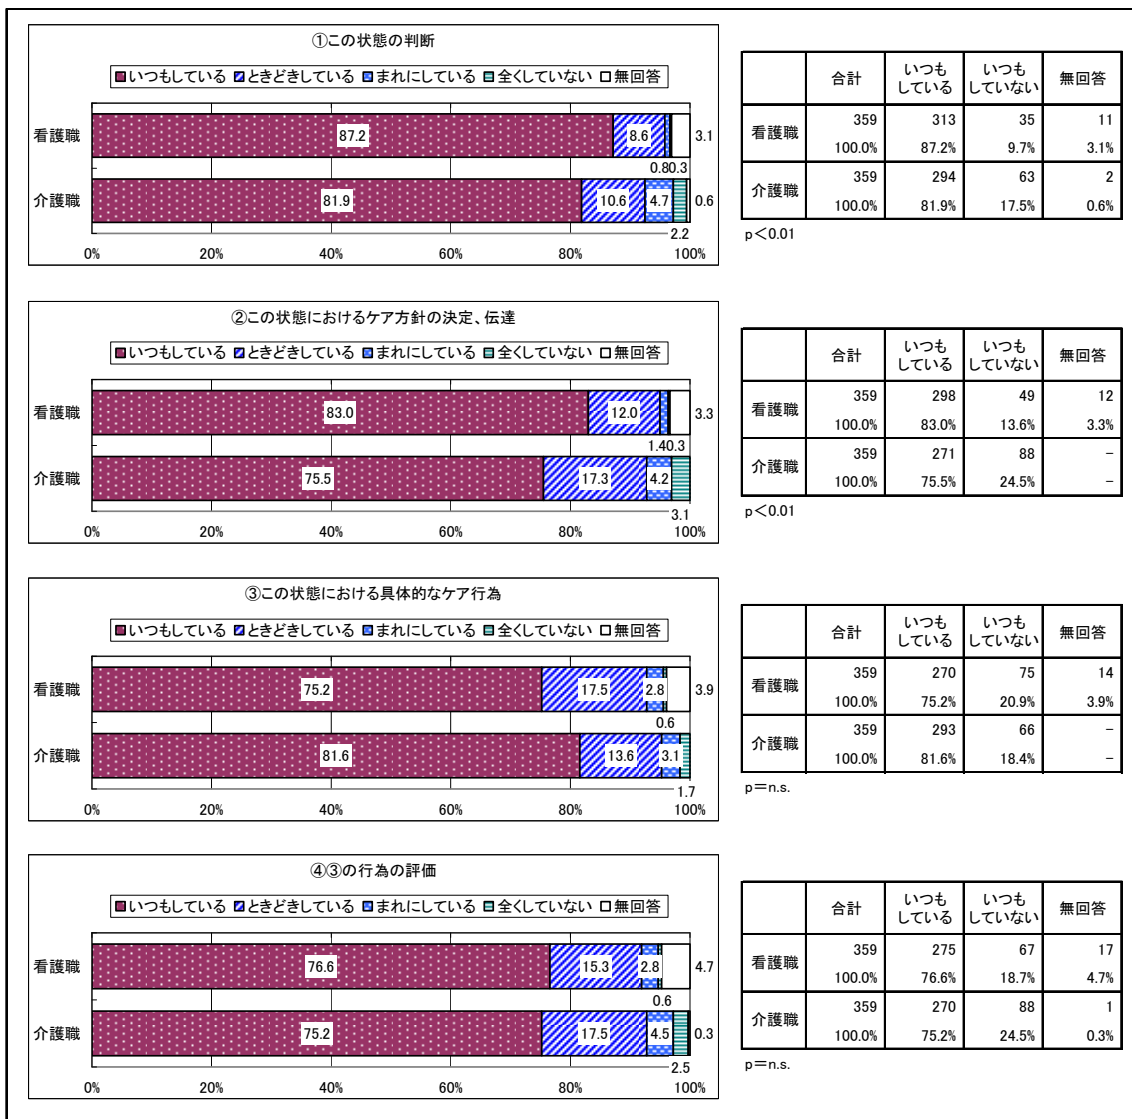 ①この状態の判断
いつもしている ときどきしている まれにしている 全くしていない 無回答
看護職 87.2 8.6 3.1
0.8 0.3
介護職 81.9 10.6 4.7 0.6
2.2
0% 20% 40% 60% 80% 100%
合計 いつもしている いつもしていない 無回答
看護職 359 313 35 11
100.0% 87.2% 9.7% 3.1%
介護職 359 294 63 2
100.0% 81.9% 17.5% 0.6%
p<0.01
②この状態におけるケア方針の決定、伝達
いつもしている ときどきしている まれにしている 全くしていない 無回答
看護職 83.0 12.0 3.3
1.4 0.3
介護職 75.5 17.3 4.2
3.1
0% 20% 40% 60% 80% 100%
合計 いつもしている いつもしていない 無回答
看護職 359 298 49 12
100.0% 83.0% 13.6% 3.3%
介護職 359 271 88 −
100.0% 75.5% 24.5% −
p<0.01
③この状態における具体的なケア行為
いつもしている ときどきしている まれにしている 全くしていない 無回答
看護職 75.2 17.5 2.8 3.9
0.6
介護職 81.6 13.6 3.1
1.7
0% 20% 40% 60% 80% 100%
合計 いつもしている いつもしていない 無回答
看護職 359 270 75 14
100.0% 75.2% 20.9% 3.9%
介護職 359 293 66 −
100.0% 81.6% 18.4% −
p=n.s.
④③の行為の評価
いつもしている ときどきしている まれにしている 全くしていない 無回答
看護職 76.6 15.3 2.8 4.7
0.6
介護職 75.2 17.5 4.5 0.3
2.5
0% 20% 40% 60% 80% 100%
合計 いつもしている いつもしていない 無回答
看護職 359 275 67 17
100.0% 76.6% 18.7% 4.7%
介護職 359 270 88 1
100.0% 75.2% 24.5% 0.3%
p=n.s.